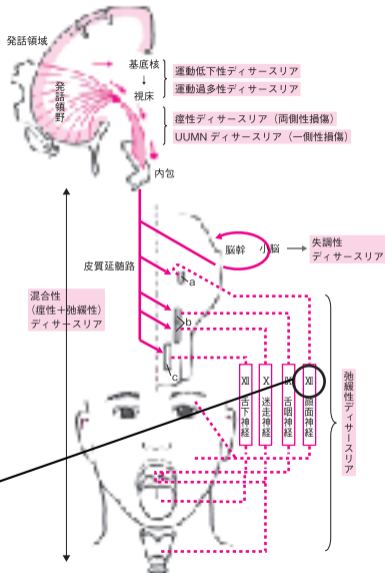 発話領域
発話領野
基底核
↓
視床
運動低下性ディサースリア
運動過多性ディサースリア
痙性ディサースリア（両側性損傷）
UUMN ディサースリア（一側性損傷）
内包
脳幹
小脳
失調性
ディサースリア
皮質延髄路
混合性
（痙性＋弛緩性）
ディサースリア
a
b
c
Ⅻ 舌下神経
Ⅹ 迷走神経
Ⅸ 舌咽神経
Ⅻ 顔面神経
弛緩性ディサースリア